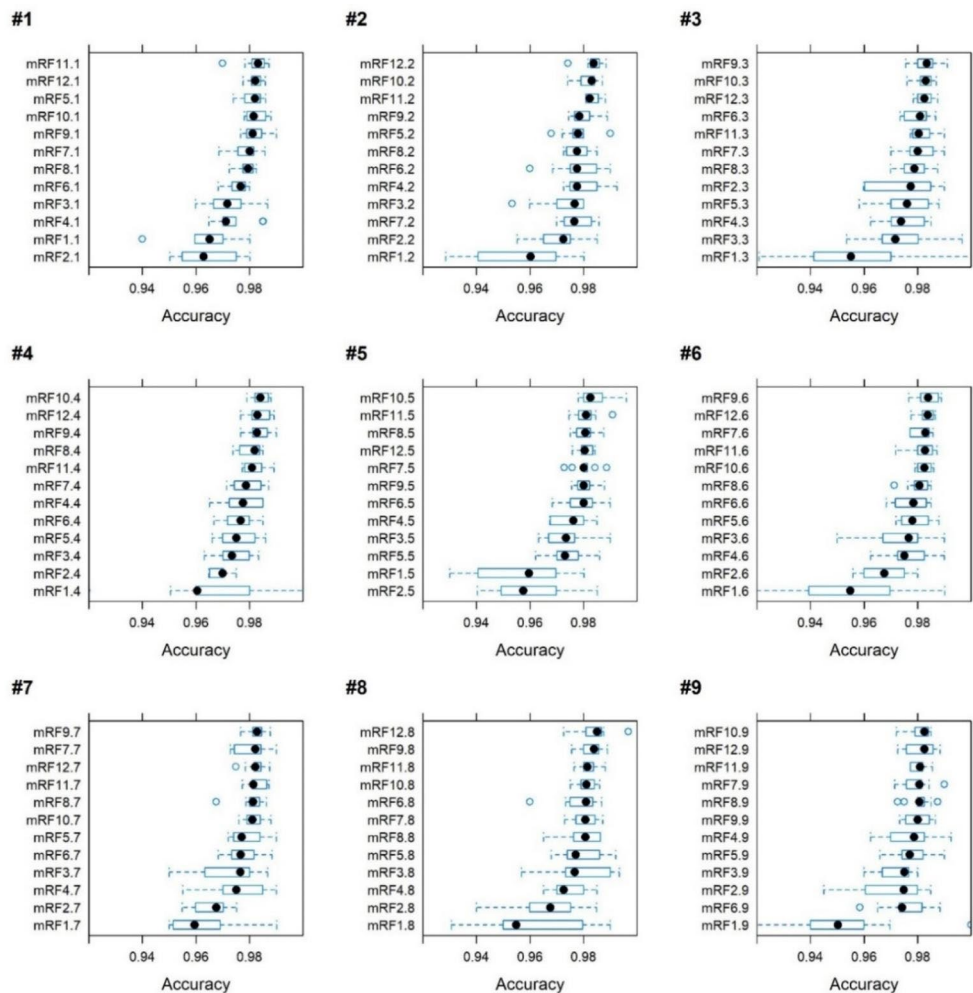 #1
mRF11.1
mRF12.1
mRF5.1
mRF10.1
mRF9.1
mRF7.1
mRF8.1
mRF6.1
mRF3.1
mRF4.1
mRF1.1
mRF2.1
0.94 0.96 0.98
Accuracy
#2
mRF12.2
mRF10.2
mRF11.2
mRF9.2
mRF5.2
mRF8.2
mRF6.2
mRF4.2
mRF3.2
mRF7.2
mRF2.2
mRF1.2
0.94 0.96 0.98
Accuracy
#3
mRF9.3
mRF10.3
mRF12.3
mRF6.3
mRF11.3
mRF7.3
mRF8.3
mRF2.3
mRF5.3
mRF4.3
mRF3.3
mRF1.3
0.94 0.96 0.98
Accuracy
#4
mRF10.4
mRF12.4
mRF9.4
mRF8.4
mRF11.4
mRF7.4
mRF4.4
mRF6.4
mRF5.4
mRF3.4
mRF2.4
mRF1.4
0.94 0.96 0.98
Accuracy
#5
mRF10.5
mRF11.5
mRF8.5
mRF12.5
mRF7.5
mRF9.5
mRF6.5
mRF4.5
mRF3.5
mRF5.5
mRF1.5
mRF2.5
0.94 0.96 0.98
Accuracy
#6
mRF9.6
mRF12.6
mRF7.6
mRF11.6
mRF10.6
mRF8.6
mRF6.6
mRF5.6
mRF3.6
mRF4.6
mRF2.6
mRF1.6
0.94 0.96 0.98
Accuracy
#7
mRF9.7
mRF7.7
mRF12.7
mRF11.7
mRF8.7
mRF10.7
mRF5.7
mRF6.7
mRF3.7
mRF4.7
mRF2.7
mRF1.7
0.94 0.96 0.98
Accuracy
#8
mRF12.8
mRF9.8
mRF11.8
mRF10.8
mRF6.8
mRF7.8
mRF8.8
mRF5.8
mRF3.8
mRF4.8
mRF2.8
mRF1.8
0.94 0.96 0.98
Accuracy
#9
mRF10.9
mRF12.9
mRF11.9
mRF7.9
mRF8.9
mRF9.9
mRF4.9
mRF5.9
mRF3.9
mRF2.9
mRF6.9
mRF1.9
0.94 0.96 0.98
Accuracy